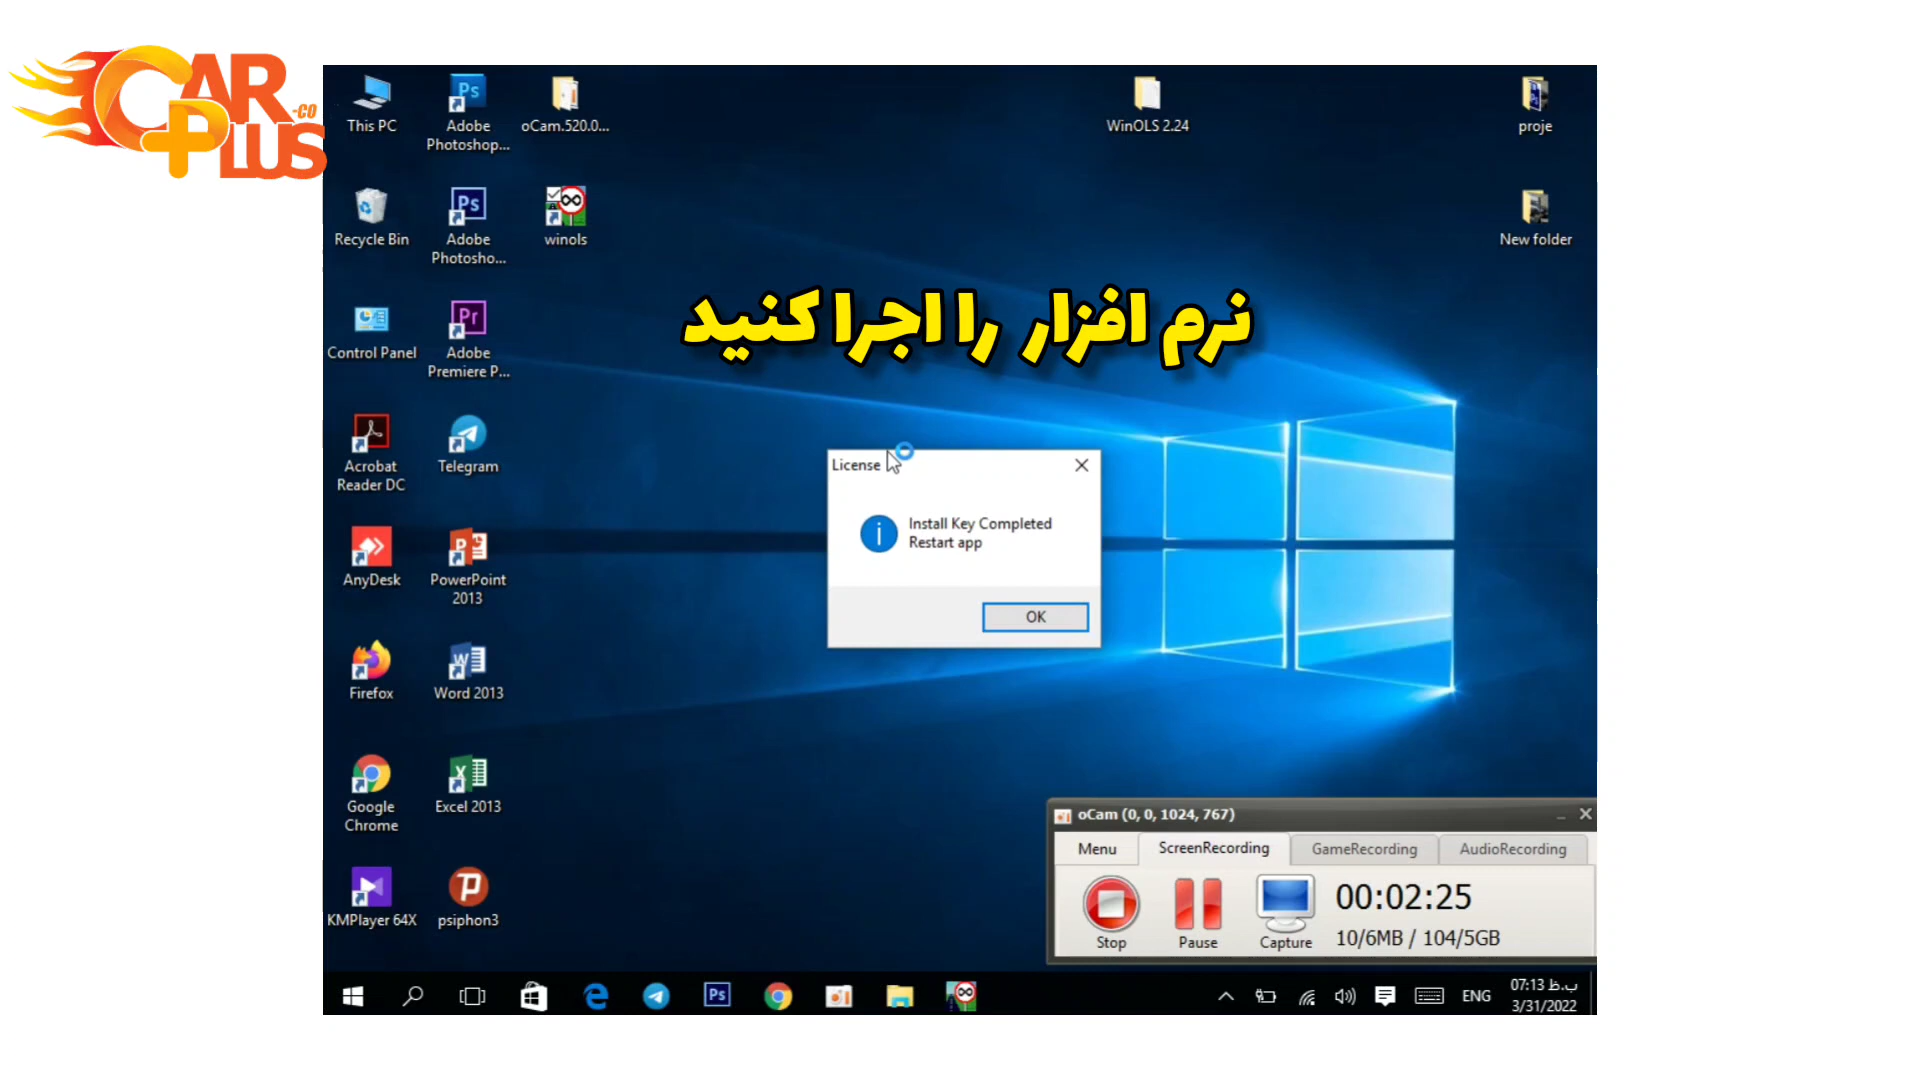 CAR
-CO
PLUS
This PC
Adobe
Photoshop...
oCam.520.0...
WinOLS 2.24
proje
Recycle Bin
Adobe
Photosho...
winols
New folder
نرم افزار را اجرا کنید
Control Panel
Adobe
Premiere P...
Acrobat
Reader DC
Telegram
License
Install Key Completed
Restart app
OK
AnyDesk
PowerPoint
2013
Firefox
Word 2013
Google
Chrome
Excel 2013
KMPlayer 64X
psiphon3
oCam (0, 0, 1024, 767)
Menu
ScreenRecording
GameRecording
AudioRecording
Stop
Pause
Capture
00:02:25
10/6MB / 104/5GB
ENG
07:13 ب.ظ
3/31/2022